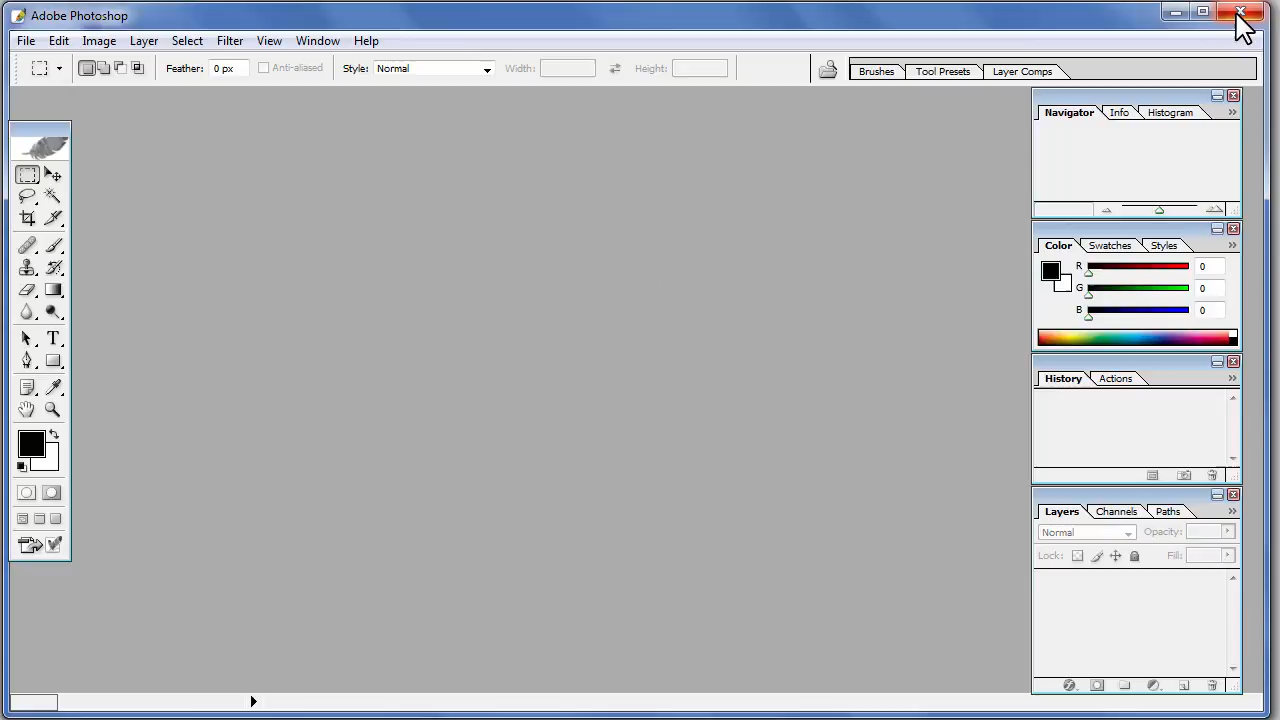 Adobe Photoshop
File Edit Image Layer Select Filter View Window Help
Feather: 0 px Anti-aliased Style: Normal Width: Height: Brushes Tool Presets Layer Comps
Navigator Info Histogram
Color Swatches Styles
R 0
G 0
B 0
T
History Actions
Layers Channels Paths
Normal Opacity:
Lock: Fill: